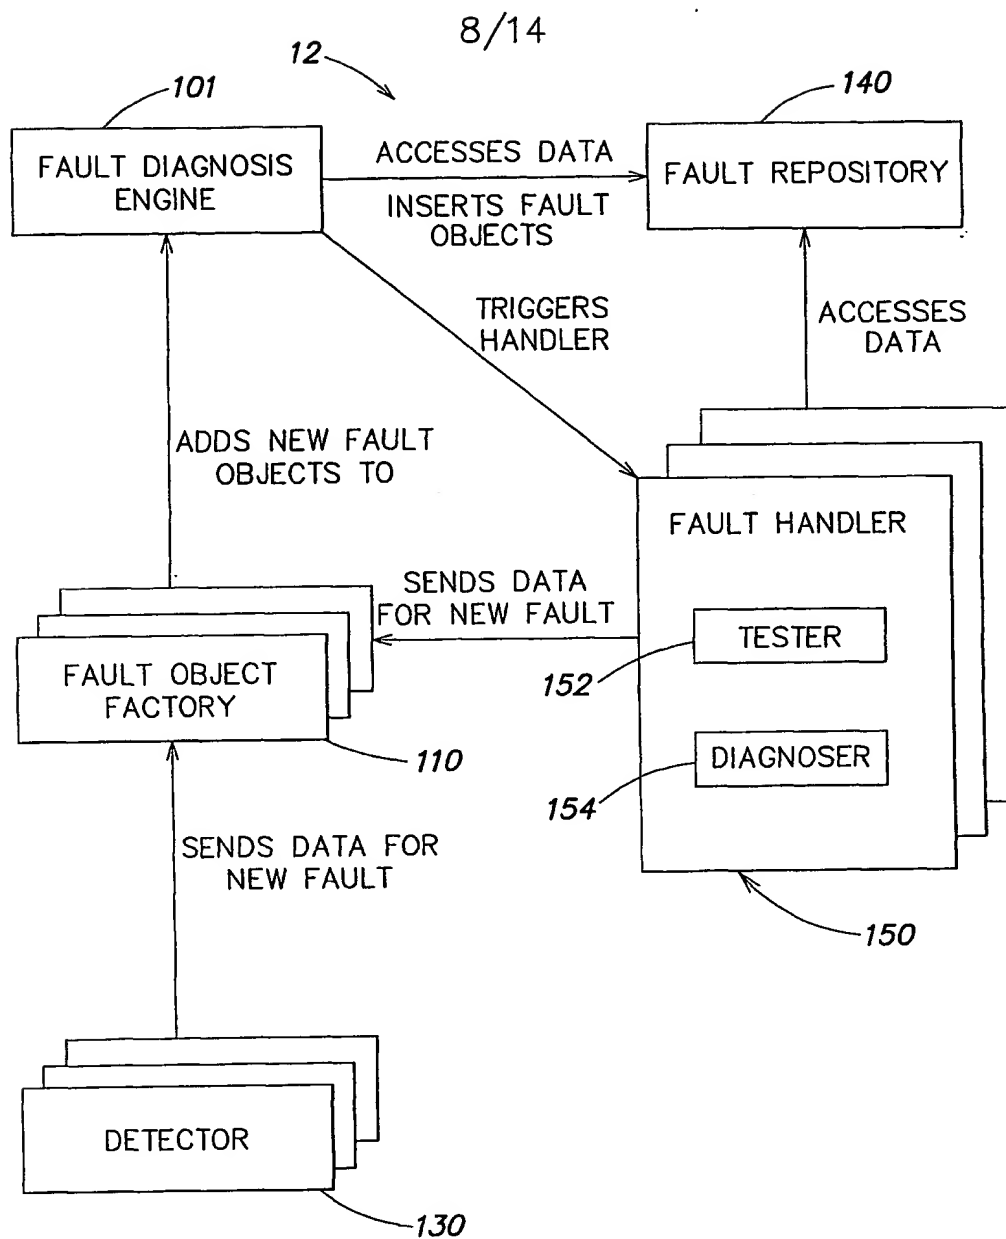 8/14
12
101
140
FAULT DIAGNOSIS
ENGINE
ACCESSES DATA
INSERTS FAULT
OBJECTS
FAULT REPOSITORY
TRIGGERS
HANDLER
ACCESSES
DATA
ADDS NEW FAULT
OBJECTS TO
FAULT HANDLER
SENDS DATA
FOR NEW FAULT
TESTER
152
FAULT OBJECT
FACTORY
110
DIAGNOSER
154
SENDS DATA FOR
NEW FAULT
150
DETECTOR
130